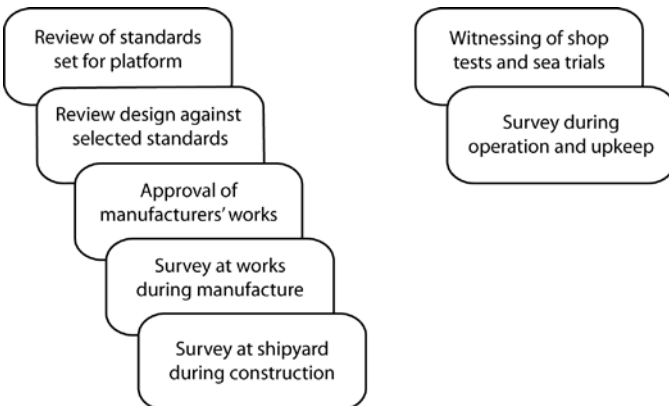 Review of standards
set for platform
Review design against
selected standards
Approval of
manufacturers' works
Survey at works
during manufacture
Survey at shipyard
during construction
Witnessing of shop
tests and sea trials
Survey during
operation and upkeep